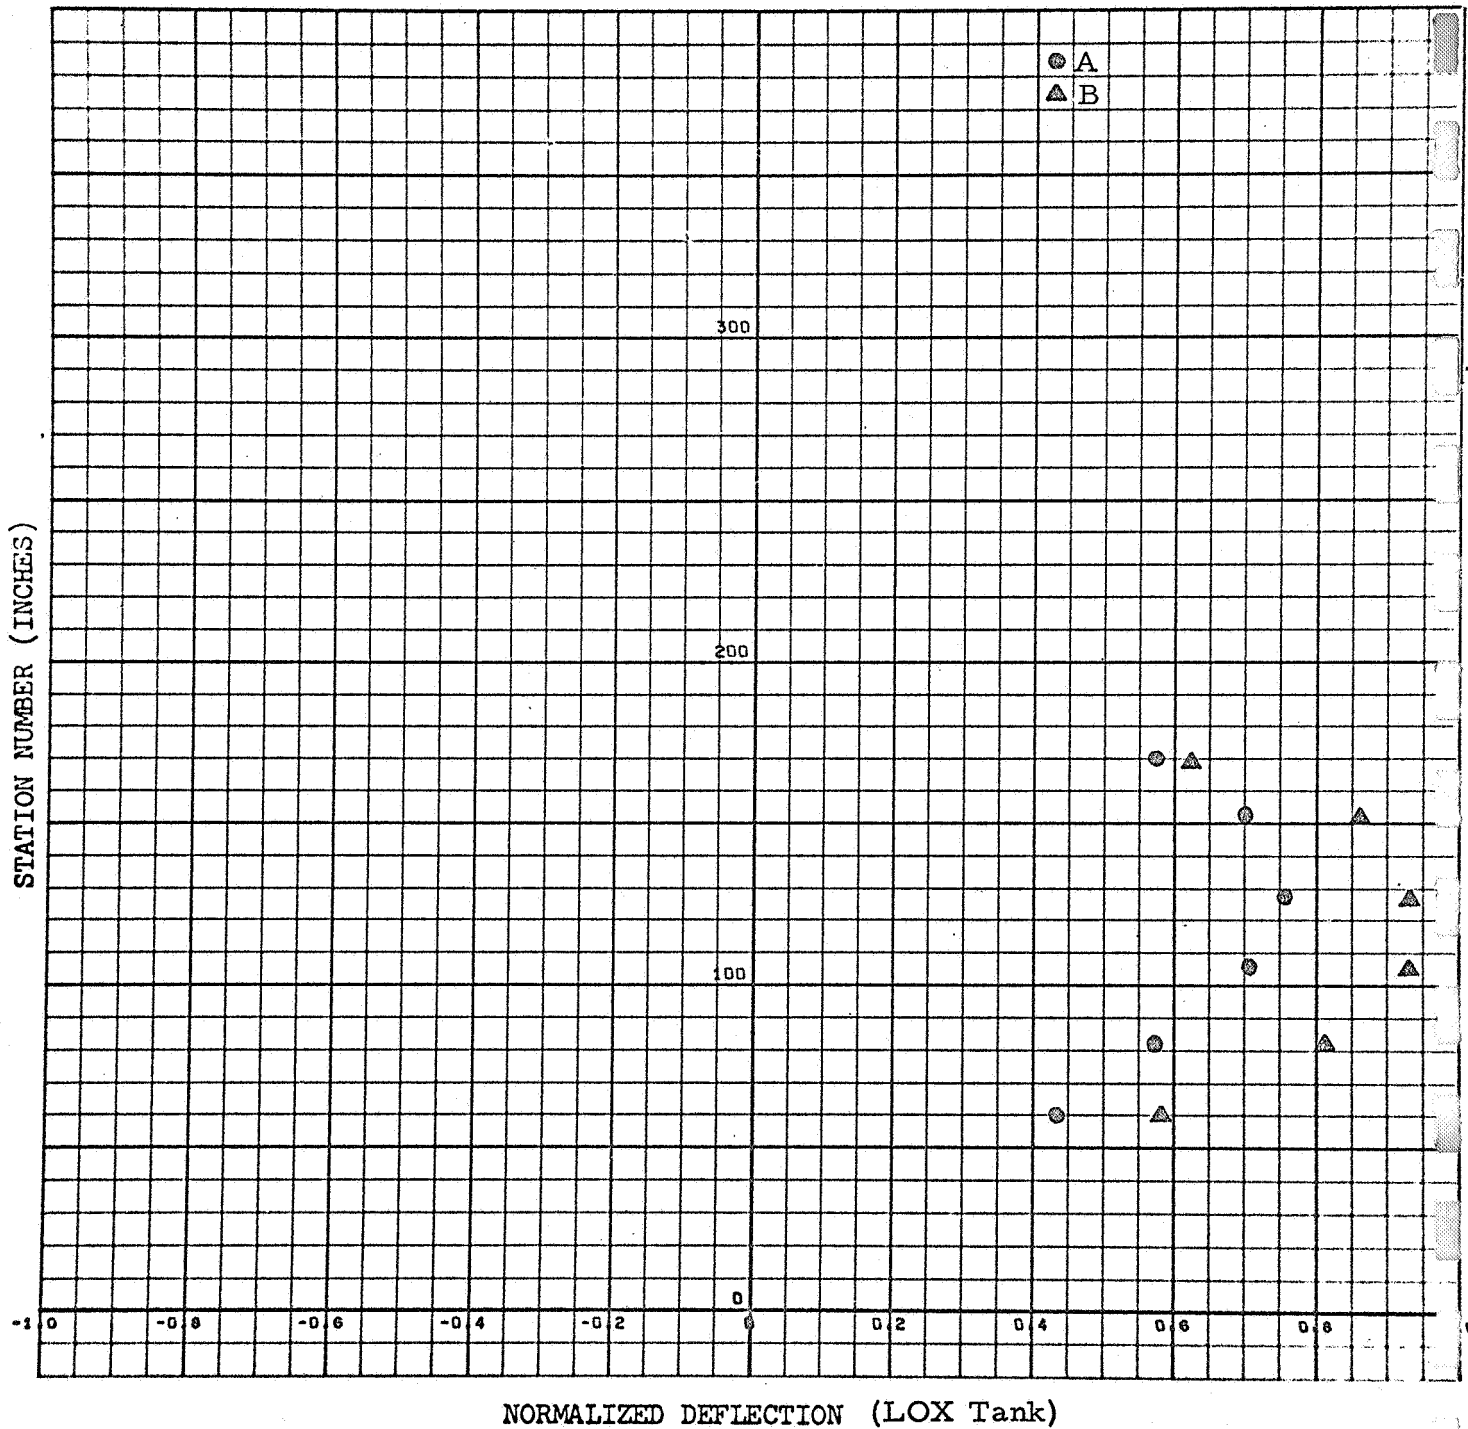 A
B
300
200
100
0
-1.0 -0.8 -0.6 -0.4 -0.2 0 0.2 0.4 0.6 0.8
STATION NUMBER (INCHES)
NORMALIZED DEFLECTION (LOX Tank)